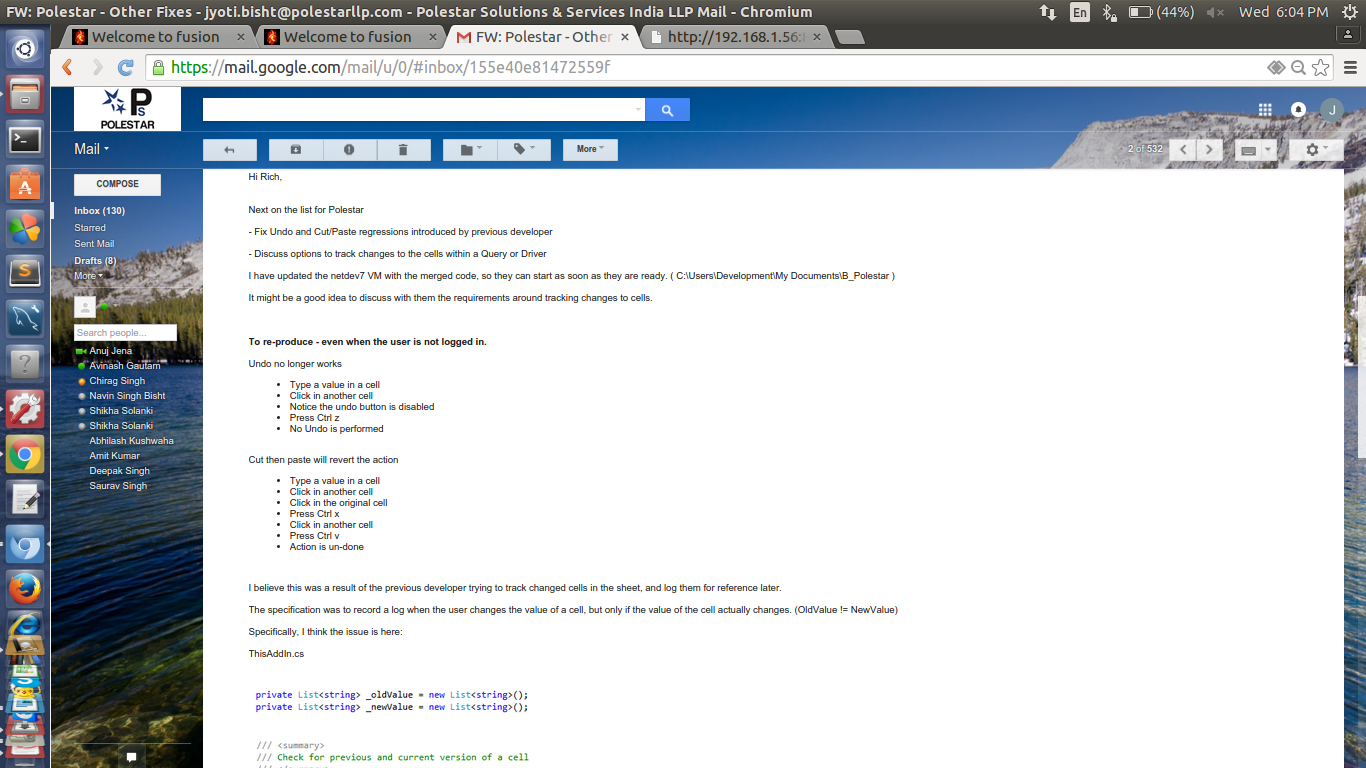 FW: Polestar - Other Fixes - jyoti.bisht@polestarllp.com - Polestar Solutions & Services India LLP Mail - Chromium
En
(44%)
Wed 6:04 PM
Welcome to fusion
Welcome to fusion
FW: Polestar - Other
http://192.168.1.56:
https://mail.google.com/mail/u/0/#inbox/155e40e81472559f
PS
POLESTAR
J
Mail
More
2 of 532
COMPOSE
Inbox (130)
Starred
Sent Mail
Drafts (8)
More
Search people...
Anuj Jena
Avinash Gautam
Chirag Singh
Navin Singh Bisht
Shikha Solanki
Shikha Solanki
Abhilash Kushwaha
Amit Kumar
Deepak Singh
Saurav Singh
Hi Rich,
Next on the list for Polestar
- Fix Undo and Cut/Paste regressions introduced by previous developer
- Discuss options to track changes to the cells within a Query or Driver
I have updated the netdev7 VM with the merged code, so they can start as soon as they are ready. ( C:\Users\Development\My Documents\B_Polestar )
It might be a good idea to discuss with them the requirements around tracking changes to cells.
To re-produce - even when the user is not logged in.
Undo no longer works
• Type a value in a cell
• Click in another cell
• Notice the undo button is disabled
• Press Ctrl z
• No Undo is performed
Cut then paste will revert the action
• Type a value in a cell
• Click in another cell
• Click in the original cell
• Press Ctrl x
• Click in another cell
• Press Ctrl v
• Action is un-done
I believe this was a result of the previous developer trying to track changed cells in the sheet, and log them for reference later.
The specification was to record a log when the user changes the value of a cell, but only if the value of the cell actually changes. (OldValue != NewValue)
Specifically, I think the issue is here:
ThisAddIn.cs
private List<string> _oldValue = new List<string>();
private List<string> _newValue = new List<string>();
/// <summary>
/// Check for previous and current version of a cell